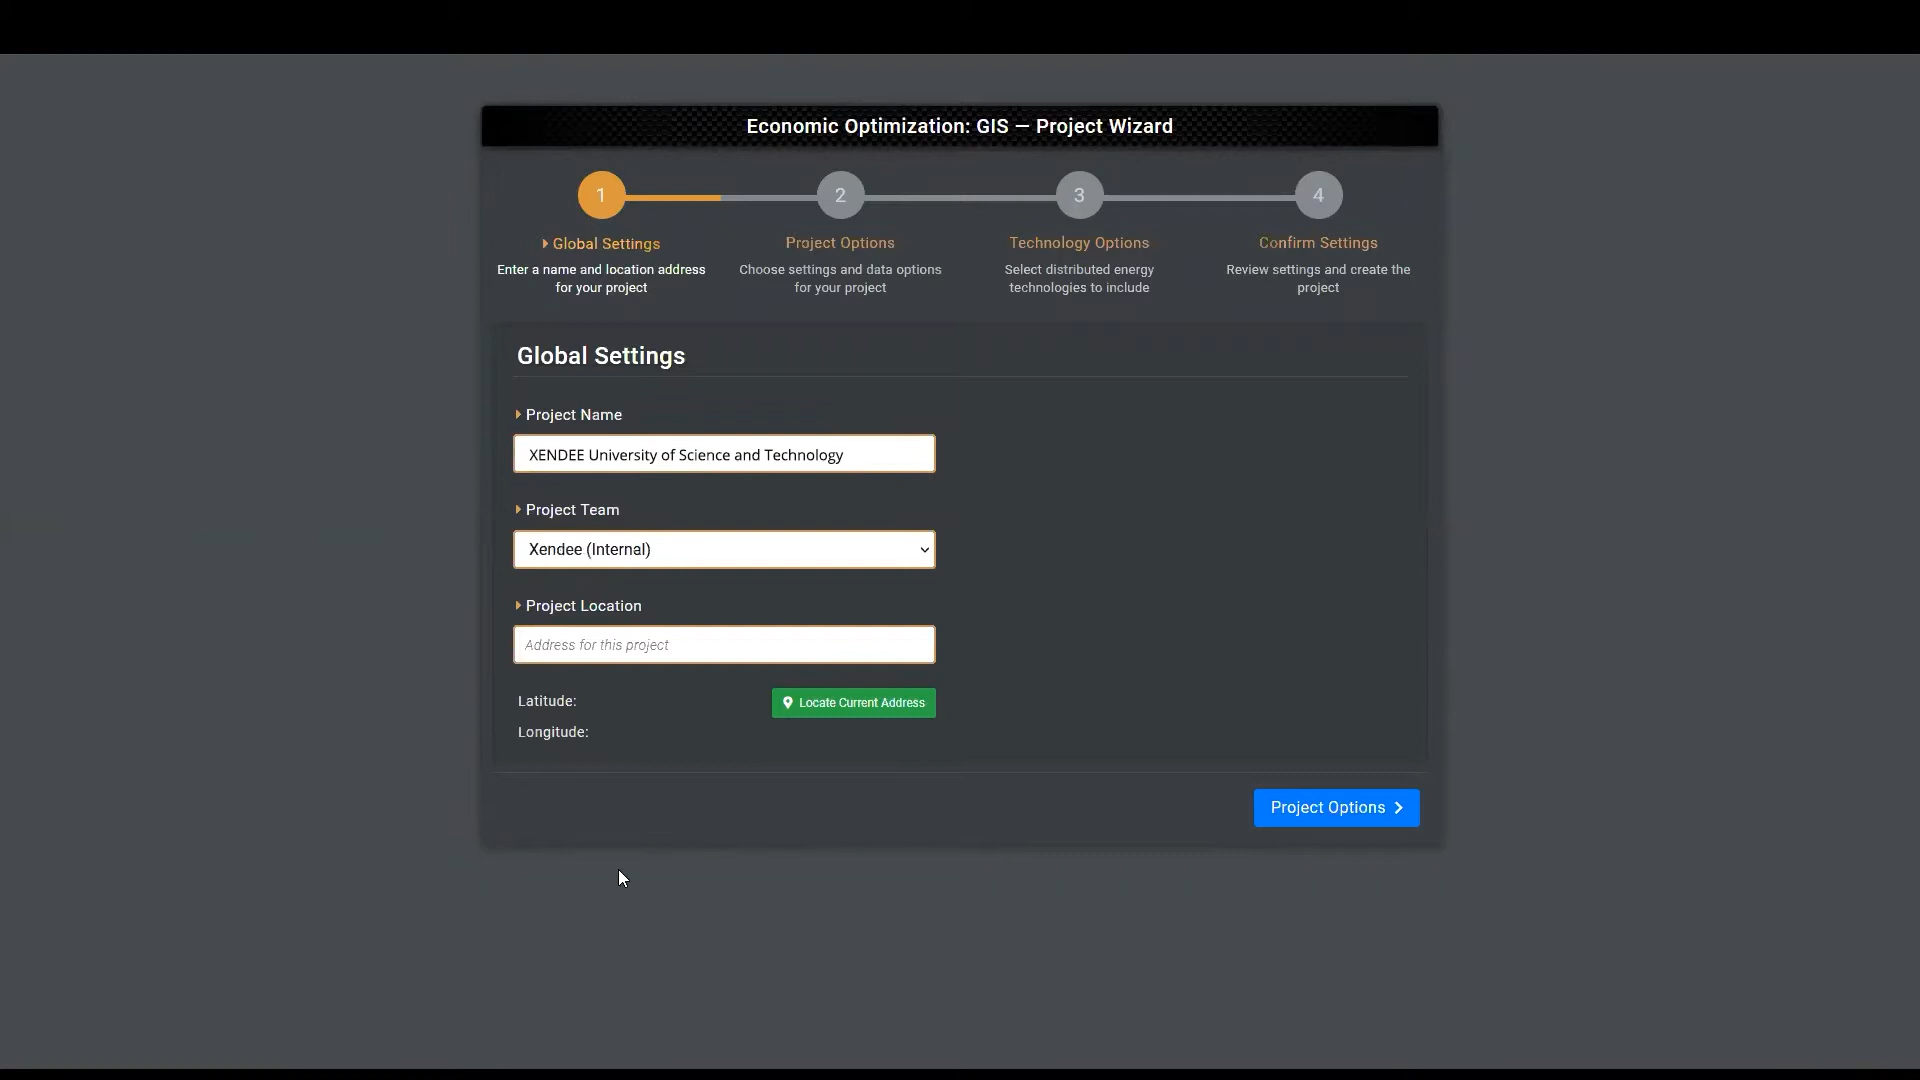 Economic Optimization: GIS — Project Wizard
1
2
3
4
Global Settings
Enter a name and location address
for your project
Project Options
Choose settings and data options
for your project
Technology Options
Select distributed energy
technologies to include
Confirm Settings
Review settings and create the
project
Global Settings
Project Name
XENDEE University of Science and Technology
Project Team
Xendee (Internal)
Project Location
Address for this project
Latitude:
Locate Current Address
Longitude:
Project Options